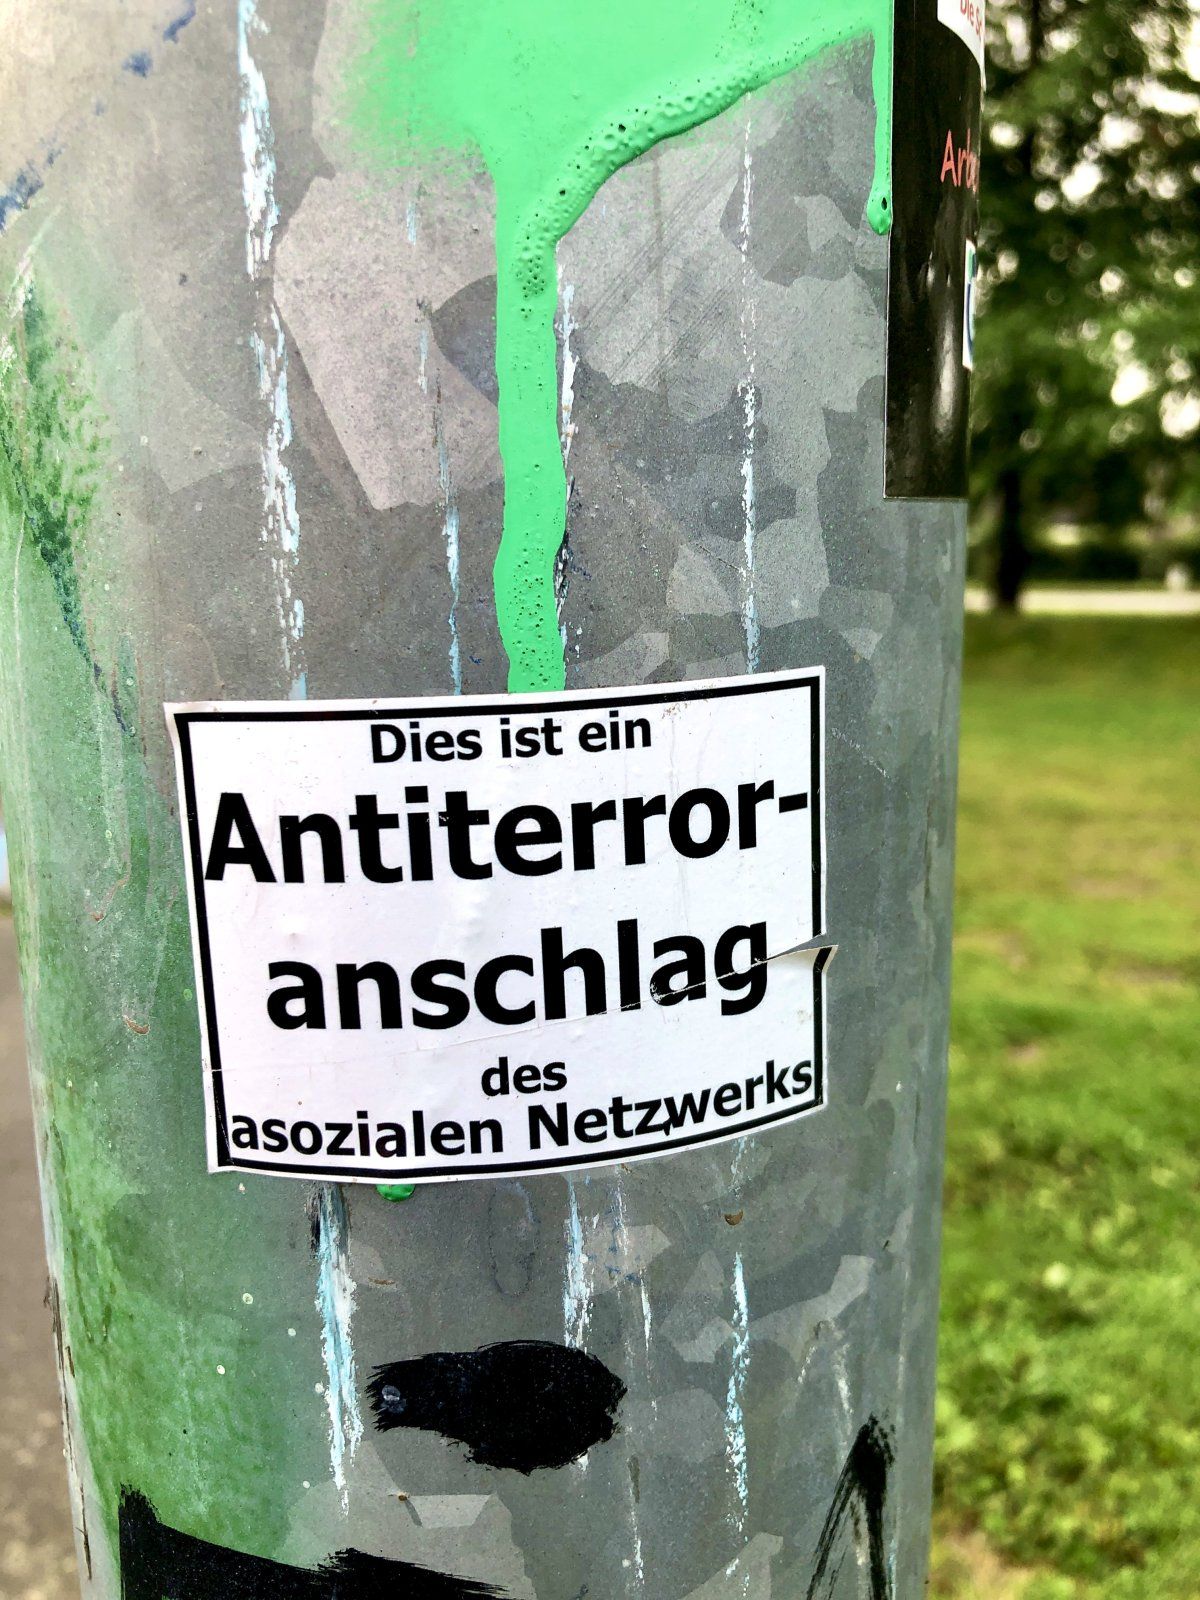 Dies ist ein
Antiterror-
anschlag
des
asozialen Netzwerks